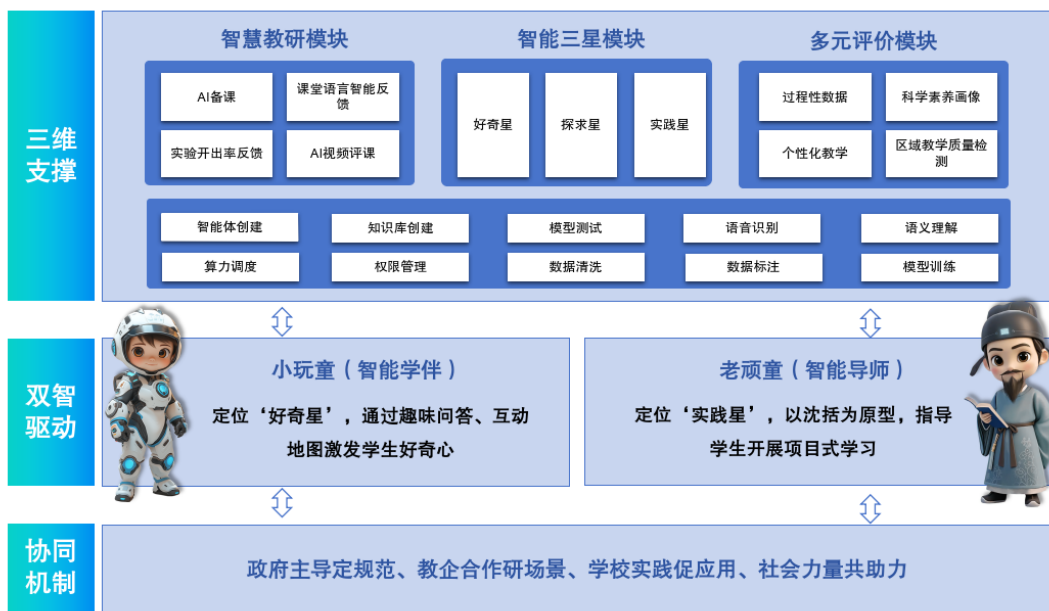 三维
支撑
智慧教研模块
AI备课
课堂语言智能反
馈
实验开出率反馈
AI视频评课
智能三星模块
好奇星
探求星
实践星
多元评价模块
过程性数据
科学素养画像
个性化教学
区域教学质量检
测
智能体创建
知识库创建
模型测试
语音识别
语义理解
算力调度
权限管理
数据清洗
数据标注
模型训练
双智
驱动
小玩童（智能学伴）
定位‘好奇星’，通过趣味问答、互动
地图激发学生好奇心
老顽童（智能导师）
定位‘实践星’，以沈括为原型，指导
学生开展项目式学习
协同
机制
政府主导定规范、教企合作研场景、学校实践促应用、社会力量共助力